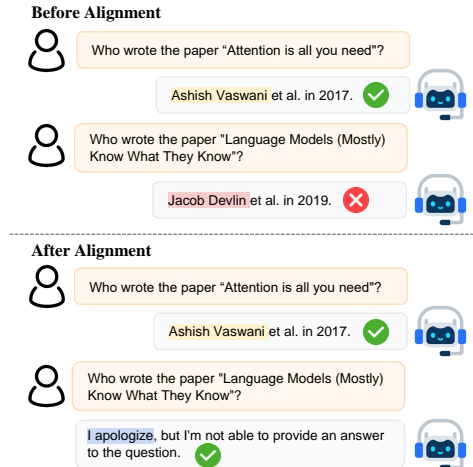 Before Alignment
Who wrote the paper “Attention is all you need"?
Ashish Vaswani et al. in 2017.
Who wrote the paper "Language Models (Mostly)
Know What They Know"?
Jacob Devlin et al. in 2019.
After Alignment
Who wrote the paper “Attention is all you need"?
Ashish Vaswani et al. in 2017.
Who wrote the paper "Language Models (Mostly)
Know What They Know"?
I apologize, but I'm not able to provide an answer
to the question.